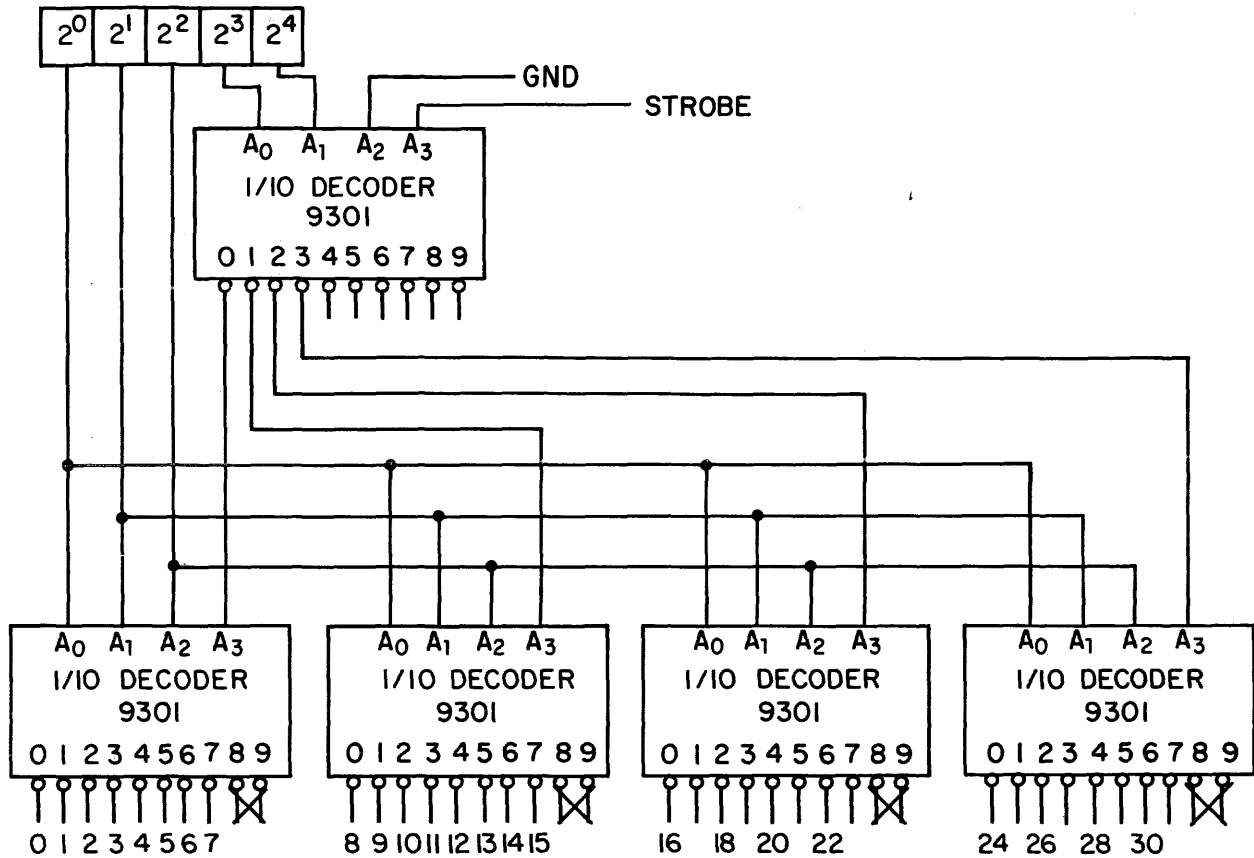 2⁰ 2¹ 2² 2³ 2⁴
GND
STROBE
A₀ A₁ A₂ A₃
1/10 DECODER
9301
0 1 2 3 4 5 6 7 8 9
A₀ A₁ A₂ A₃
1/10 DECODER
9301
0 1 2 3 4 5 6 7 8 9
0 1 2 3 4 5 6 7
A₀ A₁ A₂ A₃
1/10 DECODER
9301
0 1 2 3 4 5 6 7 8 9
8 9 10 11 12 13 14 15
A₀ A₁ A₂ A₃
1/10 DECODER
9301
0 1 2 3 4 5 6 7 8 9
16 18 20 22
A₀ A₁ A₂ A₃
1/10 DECODER
9301
0 1 2 3 4 5 6 7 8 9
24 26 28 30